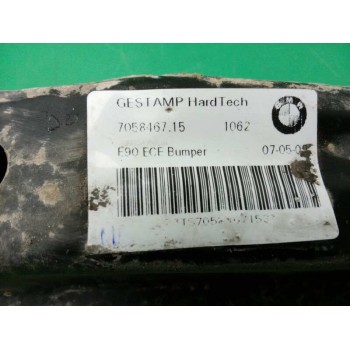 GESTAMP HardTech
BMW
7058467.15 1062
E90 ECE Bumper 07-05-0